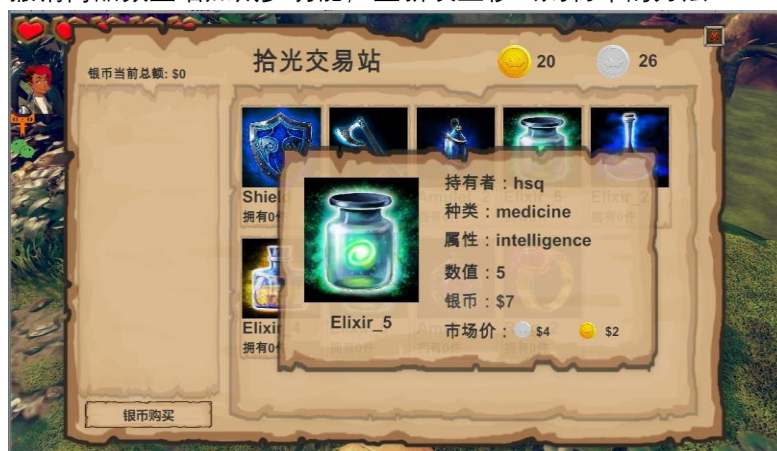 拾光交易站
20
26
银币当前总额: $0
Shield
拥有0件
Elixir_2
Elixir_4
拥有0件
持有者：hsq
种类：medicine
属性：intelligence
数值：5
银币：$7
市场价： $4 $2
Elixir_5
银币购买